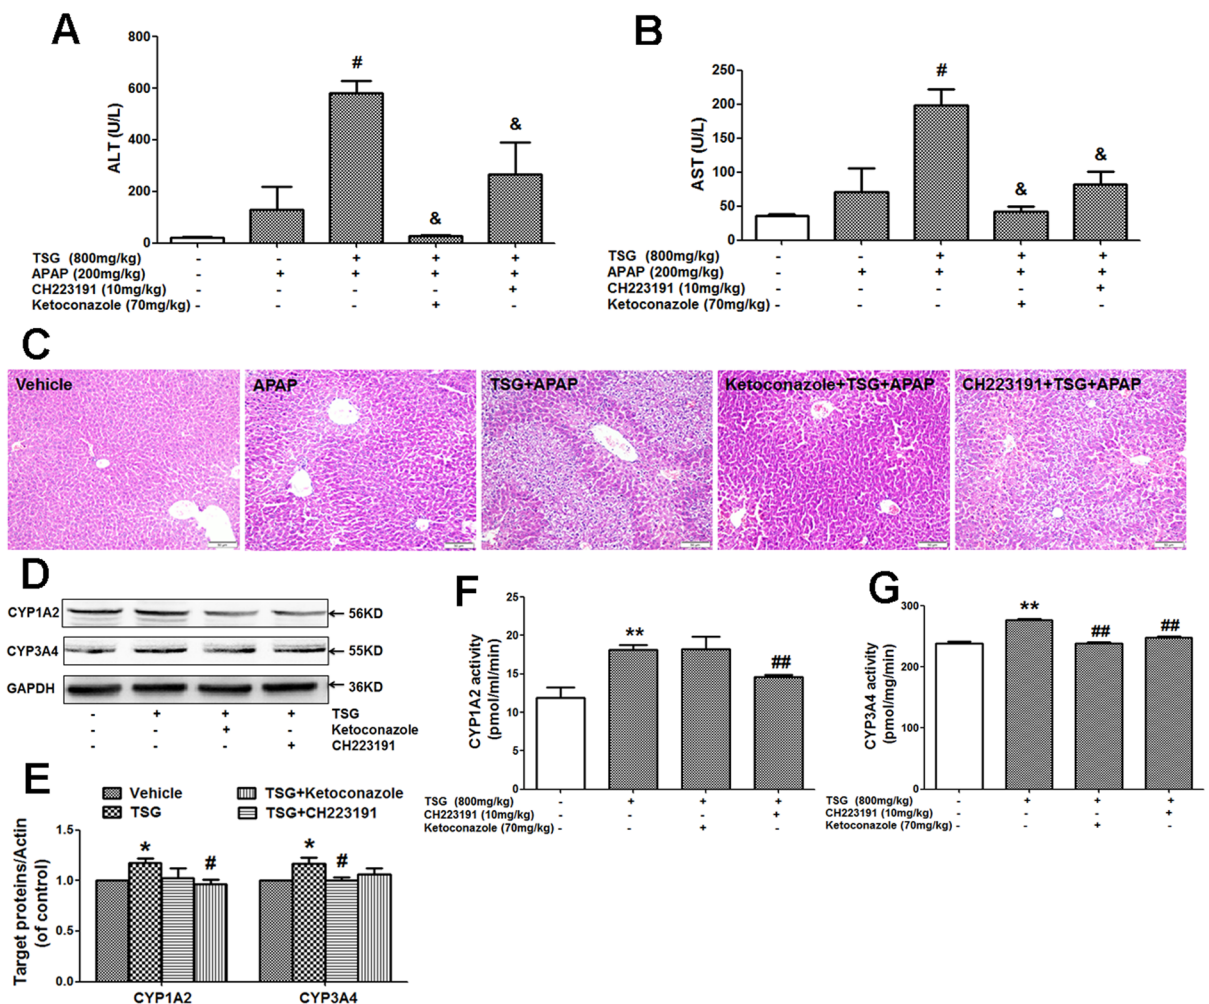 A
800
600
400
200
0
ALT (U/L)
#
&
&
TSG (800mg/kg) - - + + +
APAP (200mg/kg) - + + + +
CH223191 (10mg/kg) - - - - +
Ketoconazole (70mg/kg) - - - + -
B
250
200
150
100
50
0
AST (U/L)
#
&
&
TSG (800mg/kg) - - + + +
APAP (200mg/kg) - + + + +
CH223191 (10mg/kg) - - - - +
Ketoconazole (70mg/kg) - - - + -
C
Vehicle
APAP
TSG+APAP
Ketoconazole+TSG+APAP
CH223191+TSG+APAP
D
CYP1A2 56KD
CYP3A4 55KD
GAPDH 36KD
- + + + TSG
- - + - Ketoconazole
- - - + CH223191
E
Vehicle
TSG+Ketoconazole
TSG
TSG+CH223191
1.5
1.0
0.5
0.0
Target proteins/Actin
(of control)
* #
* #
CYP1A2
CYP3A4
F
25
20
15
10
5
0
CYP1A2 activity
(pmol/ml/min)
**
##
TSG (800mg/kg) - + + +
CH223191 (10mg/kg) - - - +
Ketoconazole (70mg/kg) - - + -
G
300
200
100
0
CYP3A4 activity
(pmol/mg/min)
**
##
##
TSG (800mg/kg) - + + +
CH223191 (10mg/kg) - - - +
Ketoconazole (70mg/kg) - - + -